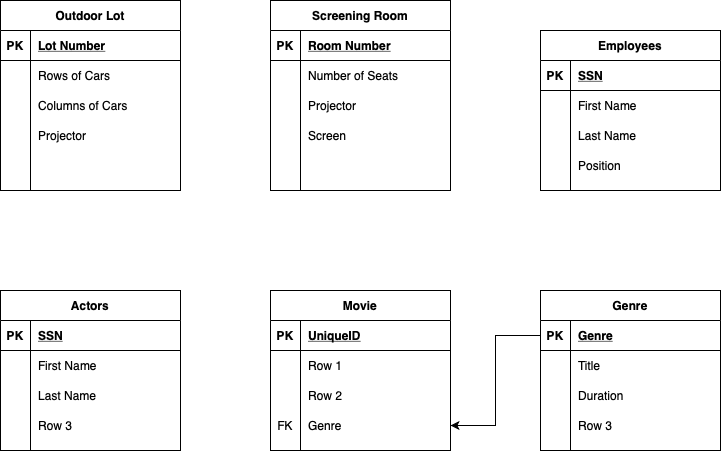 Outdoor Lot
PK Lot Number
Rows of Cars
Columns of Cars
Projector
Screening Room
PK Room Number
Number of Seats
Projector
Screen
Employees
PK SSN
First Name
Last Name
Position
Actors
PK SSN
First Name
Last Name
Row 3
Movie
PK UniqueID
Row 1
Row 2
FK Genre
Genre
PK Genre
Title
Duration
Row 3